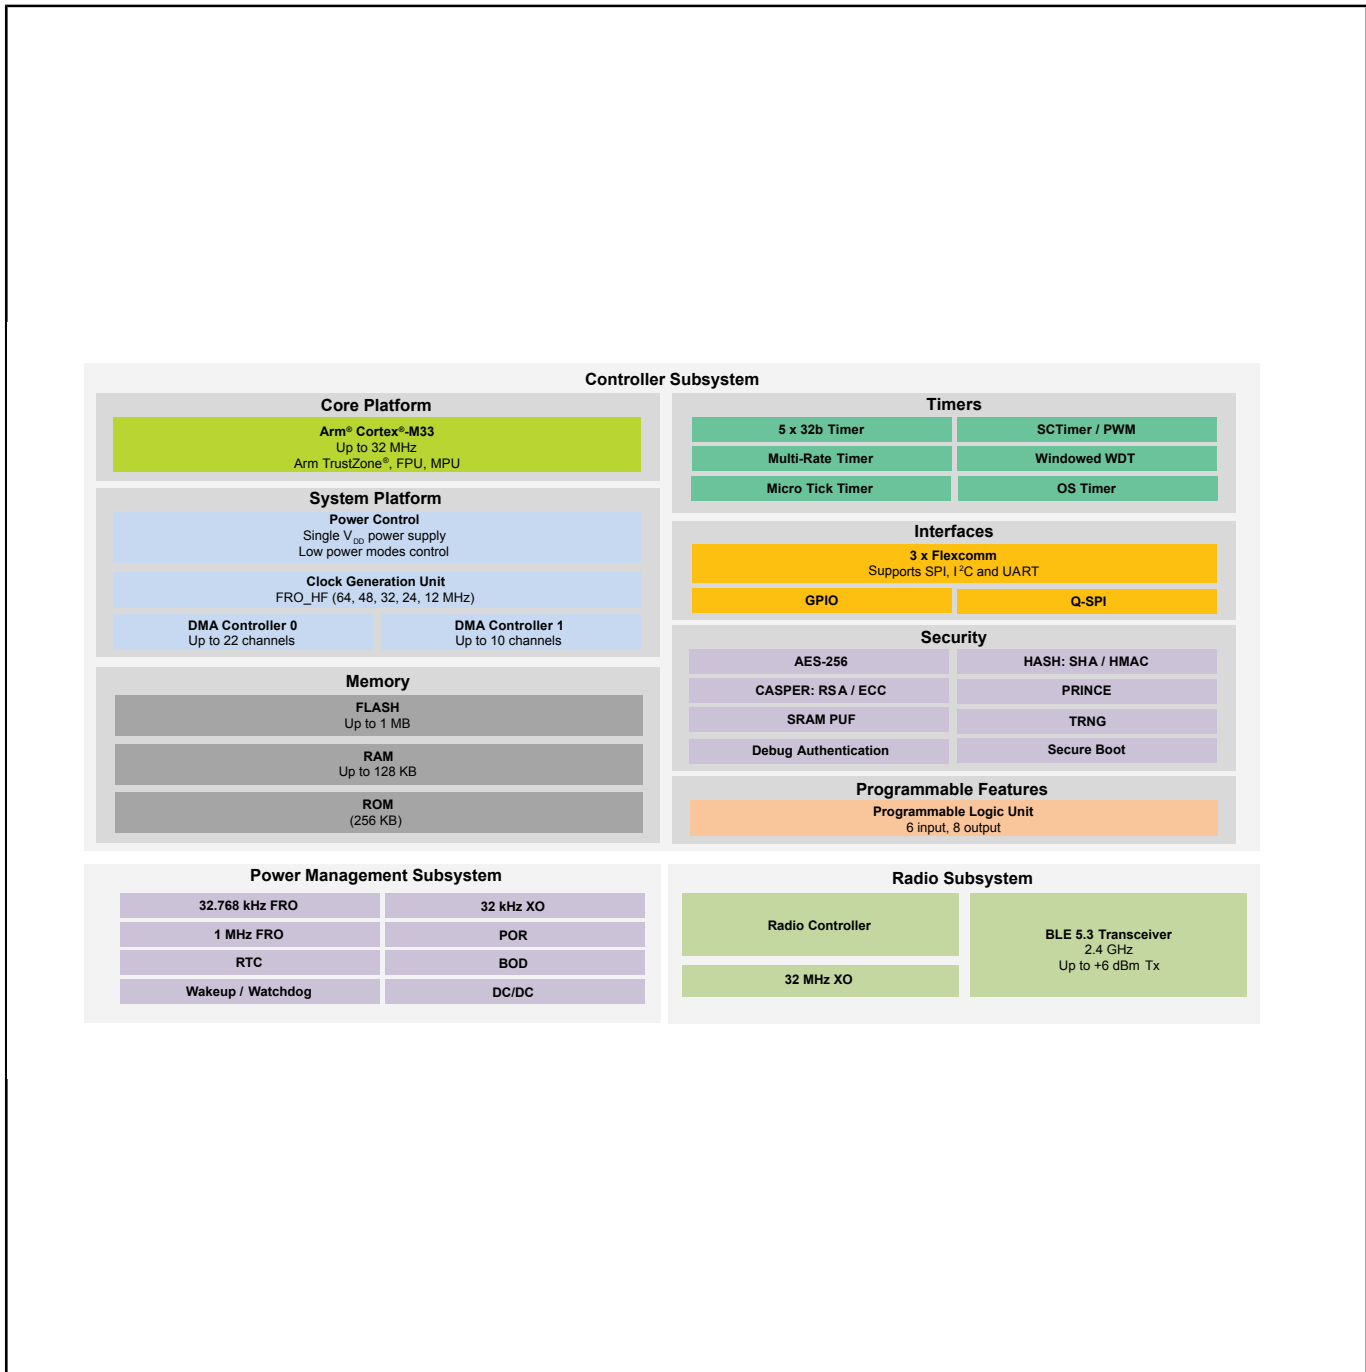 Controller Subsystem
Core Platform
Arm® Cortex®-M33
Up to 32 MHz
Arm TrustZone®, FPU, MPU
System Platform
Power Control
Single VDD power supply
Low power modes control
Clock Generation Unit
FRO_HF (64, 48, 32, 24, 12 MHz)
DMA Controller 0
Up to 22 channels
DMA Controller 1
Up to 10 channels
Memory
FLASH
Up to 1 MB
RAM
Up to 128 KB
ROM
(256 KB)
Timers
5 x 32b Timer
SCTimer / PWM
Multi-Rate Timer
Windowed WDT
Micro Tick Timer
OS Timer
Interfaces
3 x Flexcomm
Supports SPI, I²C and UART
GPIO
Q-SPI
Security
AES-256
HASH: SHA / HMAC
CASPER: RSA / ECC
PRINCE
SRAM PUF
TRNG
Debug Authentication
Secure Boot
Programmable Features
Programmable Logic Unit
6 input, 8 output
Power Management Subsystem
32.768 kHz FRO
32 kHz XO
1 MHz FRO
POR
RTC
BOD
Wakeup / Watchdog
DC/DC
Radio Subsystem
Radio Controller
32 MHz XO
BLE 5.3 Transceiver
2.4 GHz
Up to +6 dBm Tx